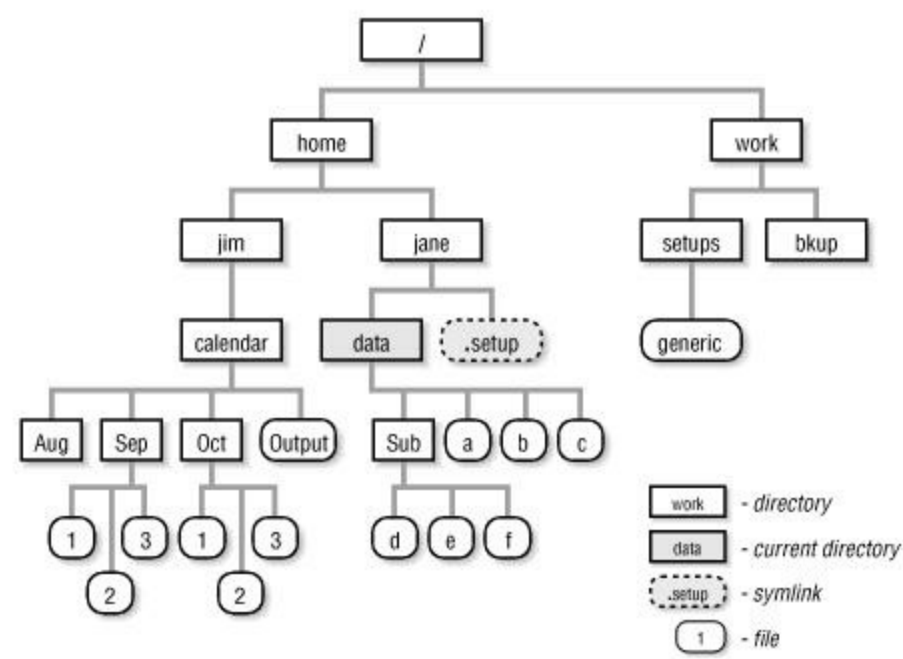 /
home
work
jim
jane
setups
bkup
calendar
data
.setup
generic
Aug
Sep
Oct
Output
Sub
a
b
c
1
3
1
3
d
e
f
2
2
work - directory
data - current directory
.setup - symlink
1 - file